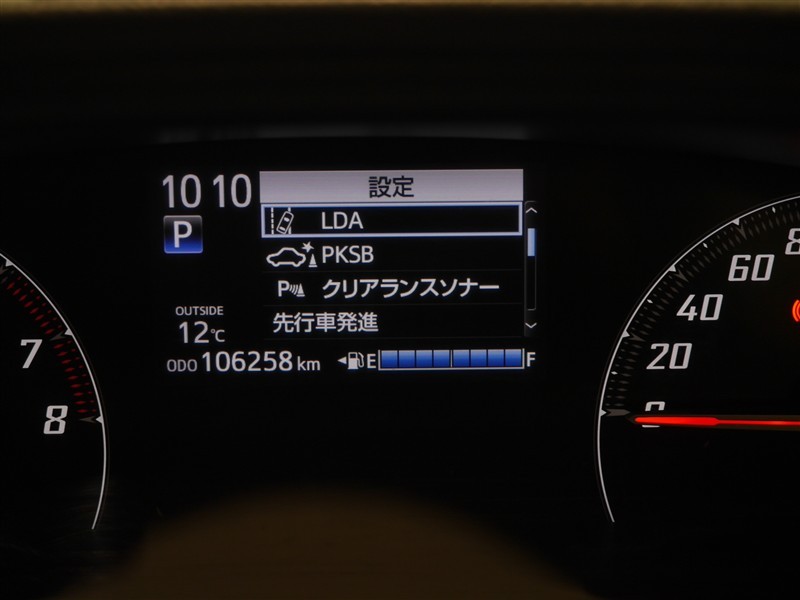 10 10
設定
LDA
P
PKSB
P クリアランスソナー
先行車発進
OUTSIDE
12℃
ODO 106258 km
E F
7
8
0
20
40
60
8